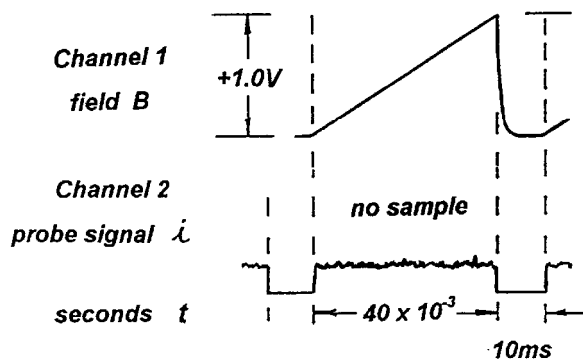 Channel 1
field B
+1.0V
Channel 2
probe signal i
no sample
seconds t
40 x 10⁻³
10ms